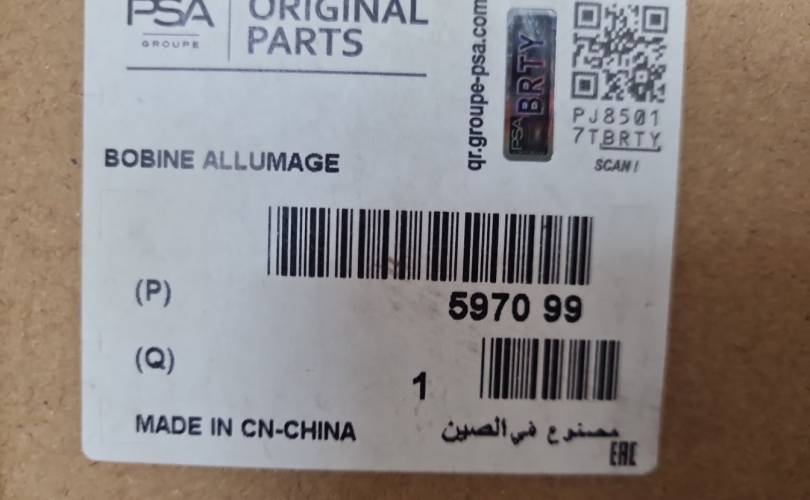 PSA
GROUPE
ORIGINAL
PARTS
qr.groupe-psa.com
PSA BRTY
PJ8501
7TBRTY
SCAN!
BOBINE ALLUMAGE
(P)
5970 99
(Q)
1
MADE IN CN-CHINA
مصنوع في الصين
EAC